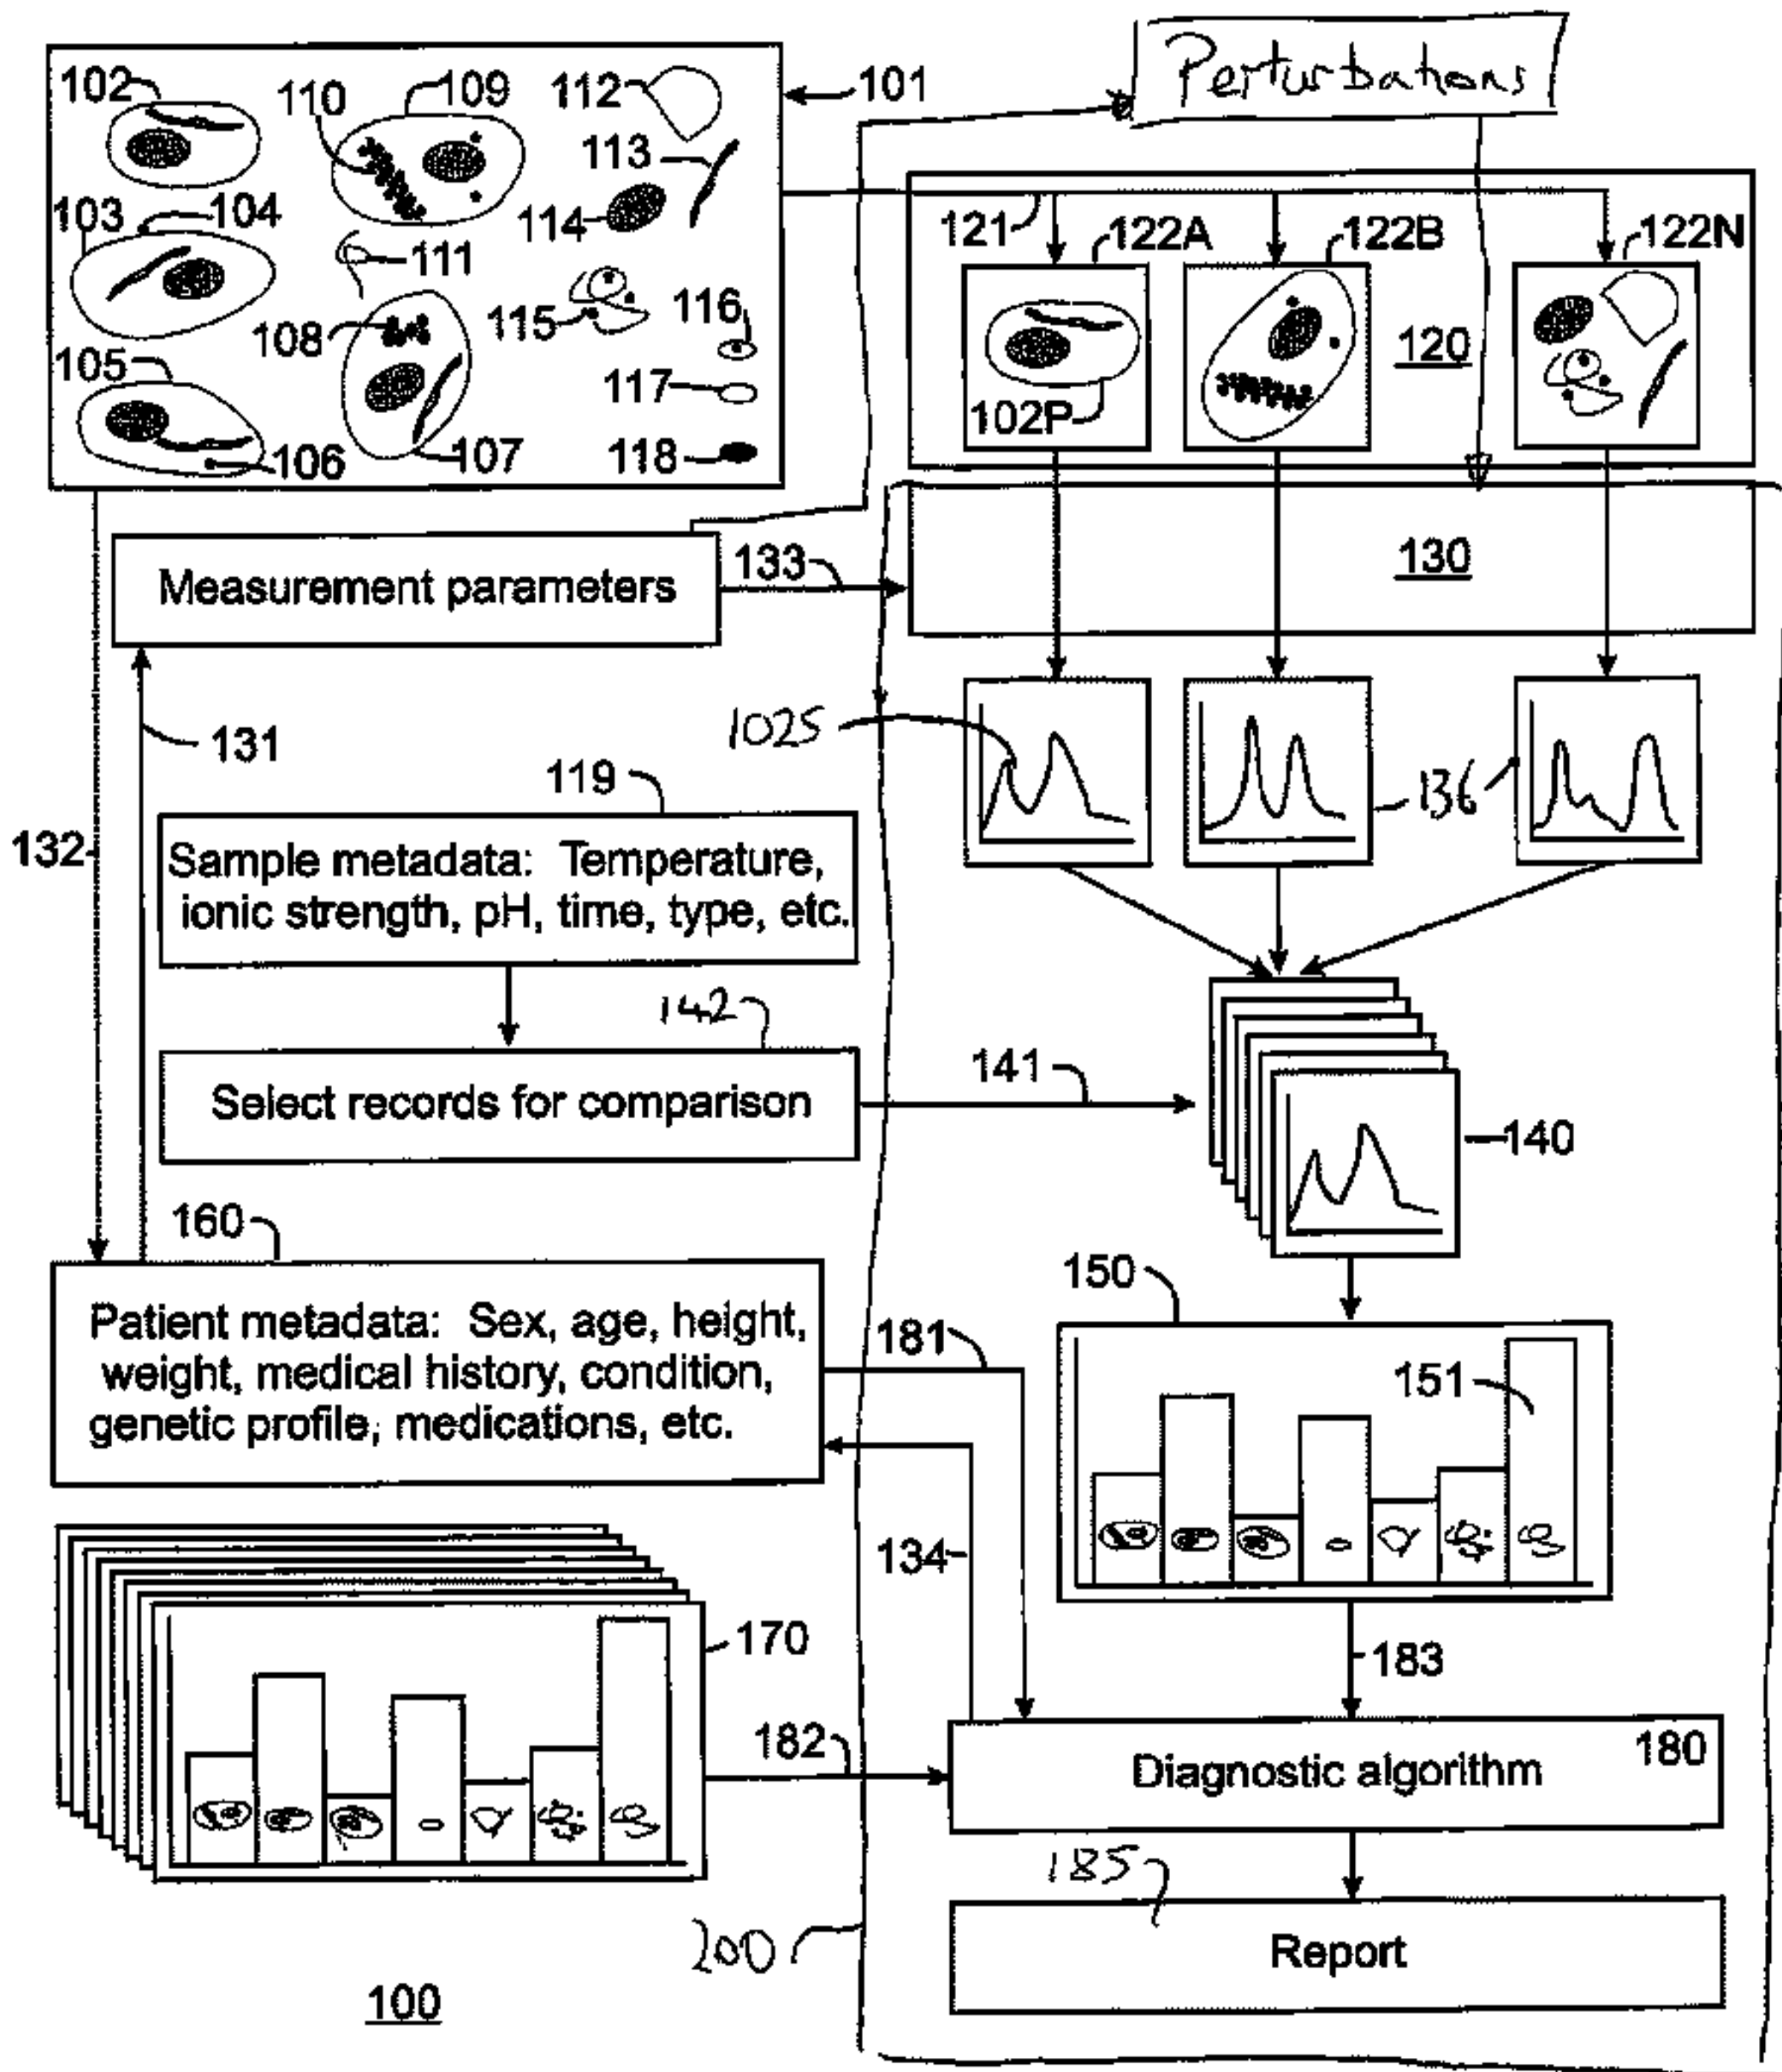 Perturbations
102
110
109
112
101
113
103
104
114
121
122A
122B
122N
111
115
116
108
120
105
117
102P
106
107
118
130
Measurement parameters
133
131
102S
136
119
132
Sample metadata: Temperature,
ionic strength, pH, time, type, etc.
142
Select records for comparison
141
140
160
150
Patient metadata: Sex, age, height,
weight, medical history, condition,
genetic profile, medications, etc.
181
151
134
170
183
182
Diagnostic algorithm
180
185
Report
200
100